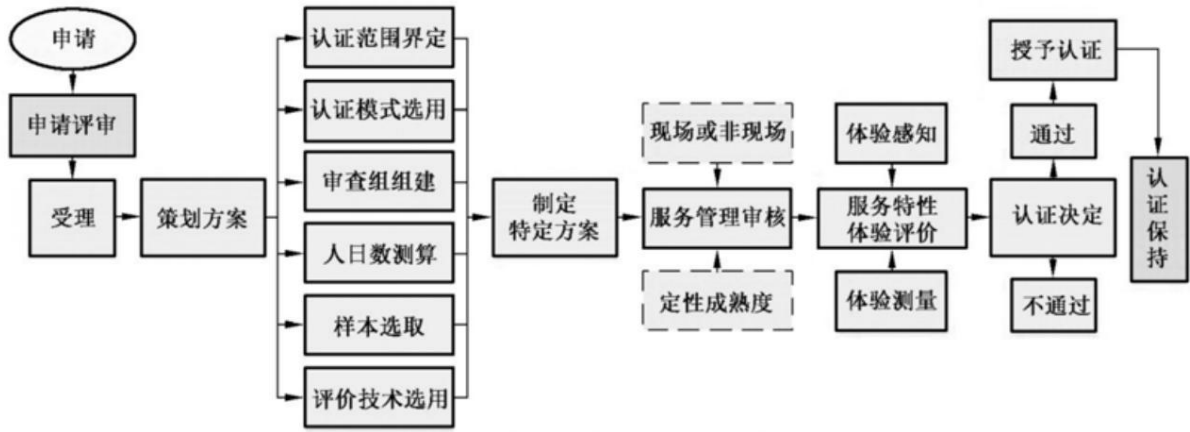 申请
申请评审
受理
策划方案
认证范围界定
认证模式选用
审查组组建
人日数测算
样本选取
评价技术选用
制定
特定方案
现场或非现场
服务管理审核
定性成熟度
体验感知
服务特性
体验评价
体验测量
授予认证
通过
认证决定
不通过
认证保持